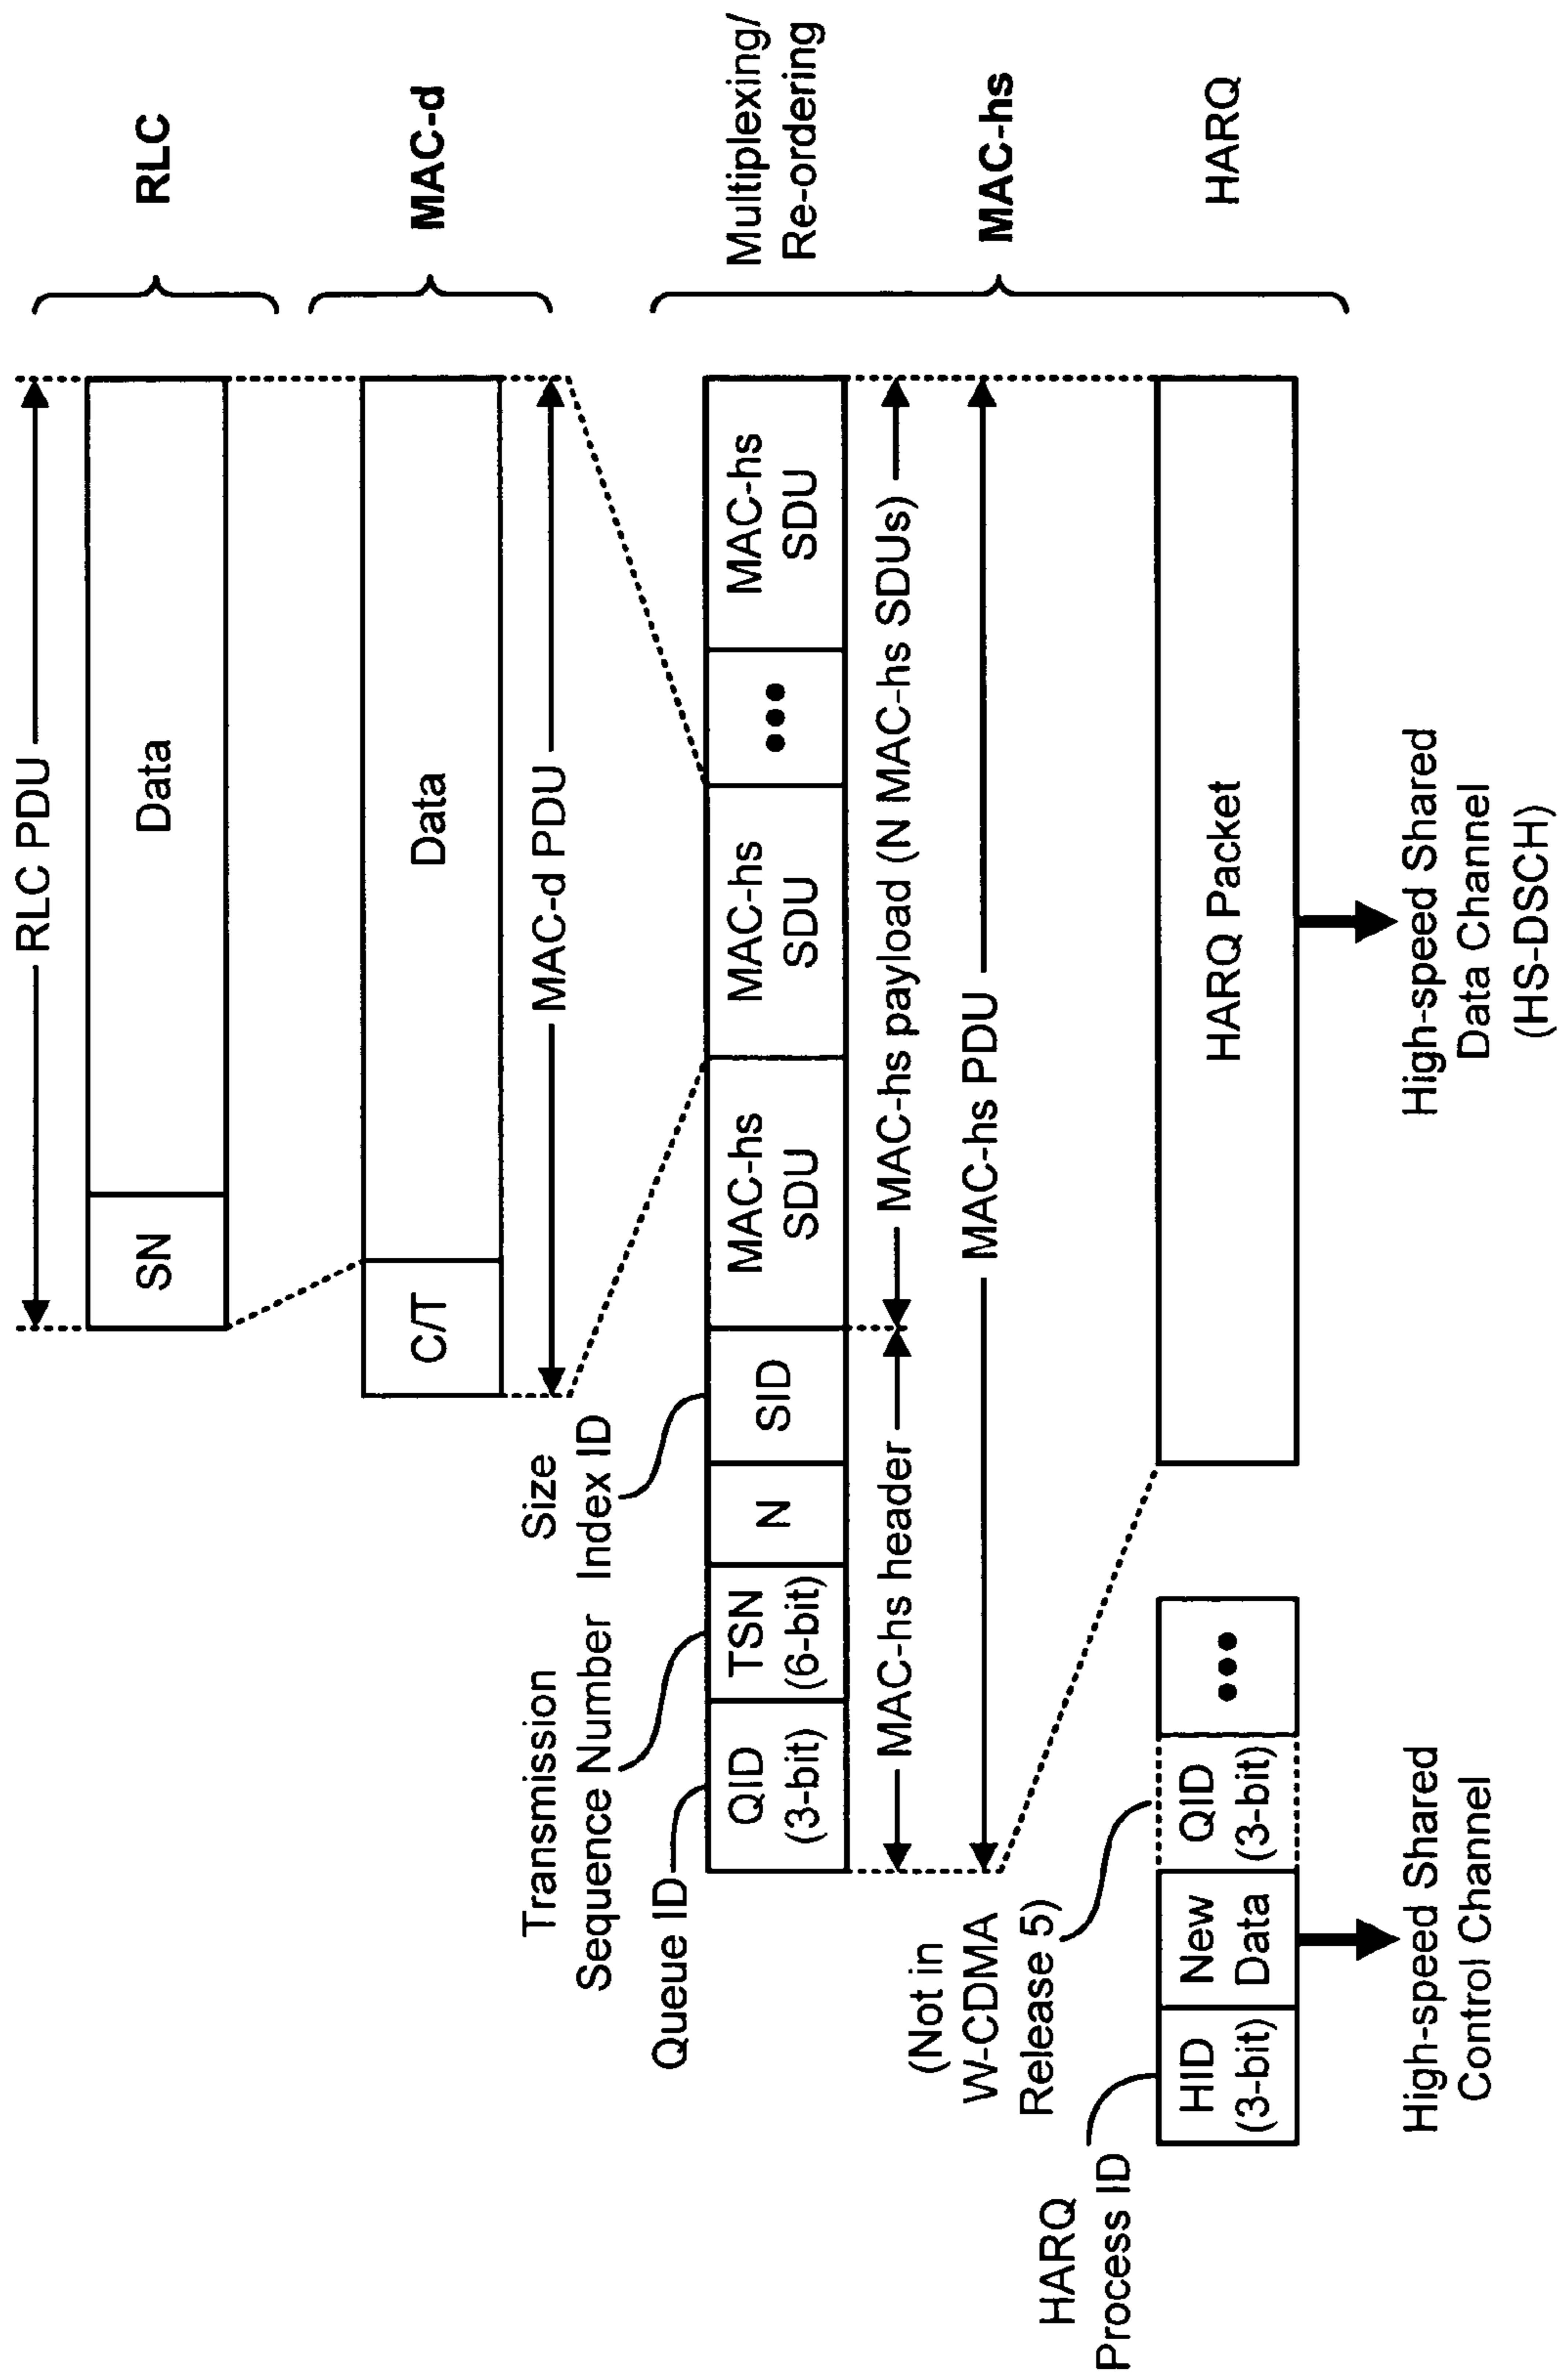 RLC PDU
SN
Data
RLC
C/T
Data
MAC-d PDU
MAC-d
Size
Index ID
Transmission
Sequence Number
Queue ID
QID
(3-bit)
TSN
(6-bit)
N
SID
MAC-hs
SDU
MAC-hs
SDU
•••
MAC-hs
SDU
Multiplexing/
Re-ordering
MAC-hs header
MAC-hs payload (N MAC-hs SDUs)
MAC-hs PDU
MAC-hs
(Not in
W-CDMA
Release 5)
HARQ
Process ID
HID
(3-bit)
New
Data
QID
(3-bit)
•••
HARQ Packet
HARQ
High-speed Shared
Control Channel
High-speed Shared
Data Channel
(HS-DSCH)